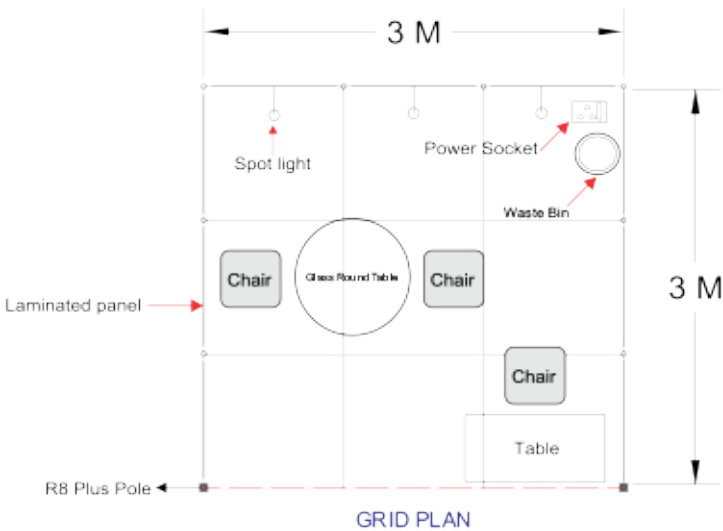 3 M
Spot light
Power Socket
Waste Bin
Chair
Glass Round Table
Chair
3 M
Laminated panel
Chair
Table
R8 Plus Pole
GRID PLAN